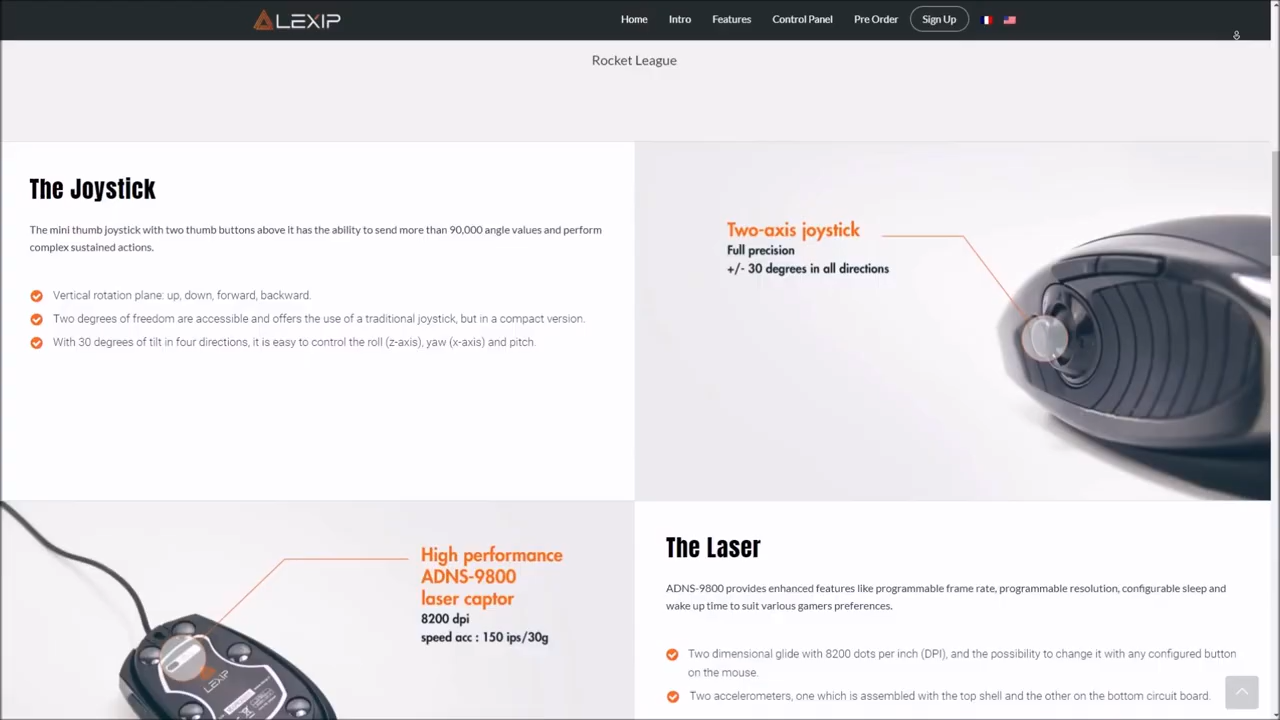 LEXIP
Home
Intro
Features
Control Panel
Pre Order
Sign Up
Rocket League
The Joystick
The mini thumb joystick with two thumb buttons above it has the ability to send more than 90,000 angle values and perform
complex sustained actions.
Vertical rotation plane: up, down, forward, backward.
Two degrees of freedom are accessible and offers the use of a traditional joystick, but in a compact version.
With 30 degrees of tilt in four directions, it is easy to control the roll (z-axis), yaw (x-axis) and pitch.
Two-axis joystick
Full precision
+/- 30 degrees in all directions
High performance
ADNS-9800
laser captor
8200 dpi
speed acc : 150 ips/30g
LEXIP
The Laser
ADNS-9800 provides enhanced features like programmable frame rate, programmable resolution, configurable sleep and
wake up time to suit various gamers preferences.
Two dimensional glide with 8200 dots per inch (DPI), and the possibility to change it with any configured button
on the mouse.
Two accelerometers, one which is assembled with the top shell and the other on the bottom circuit board.